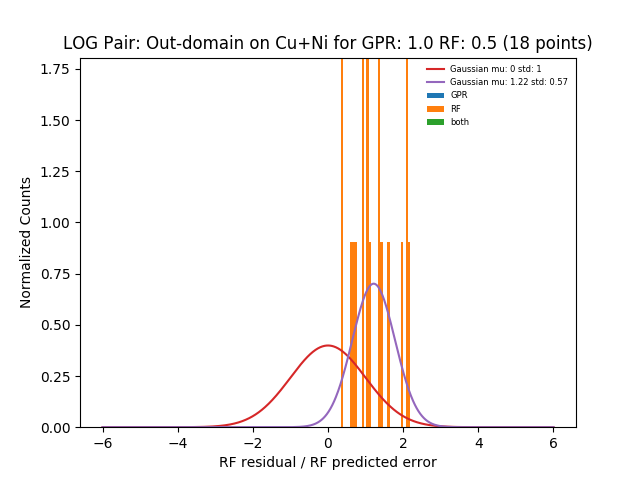 LOG Pair: Out-domain on Cu+Ni for GPR: 1.0 RF: 0.5 (18 points)
Gaussian mu: 0 std: 1
Gaussian mu: 1.22 std: 0.57
GPR
RF
both
Normalized Counts
1.75
1.50
1.25
1.00
0.75
0.50
0.25
0.00
−6 −4 −2 0 2 4 6
RF residual / RF predicted error